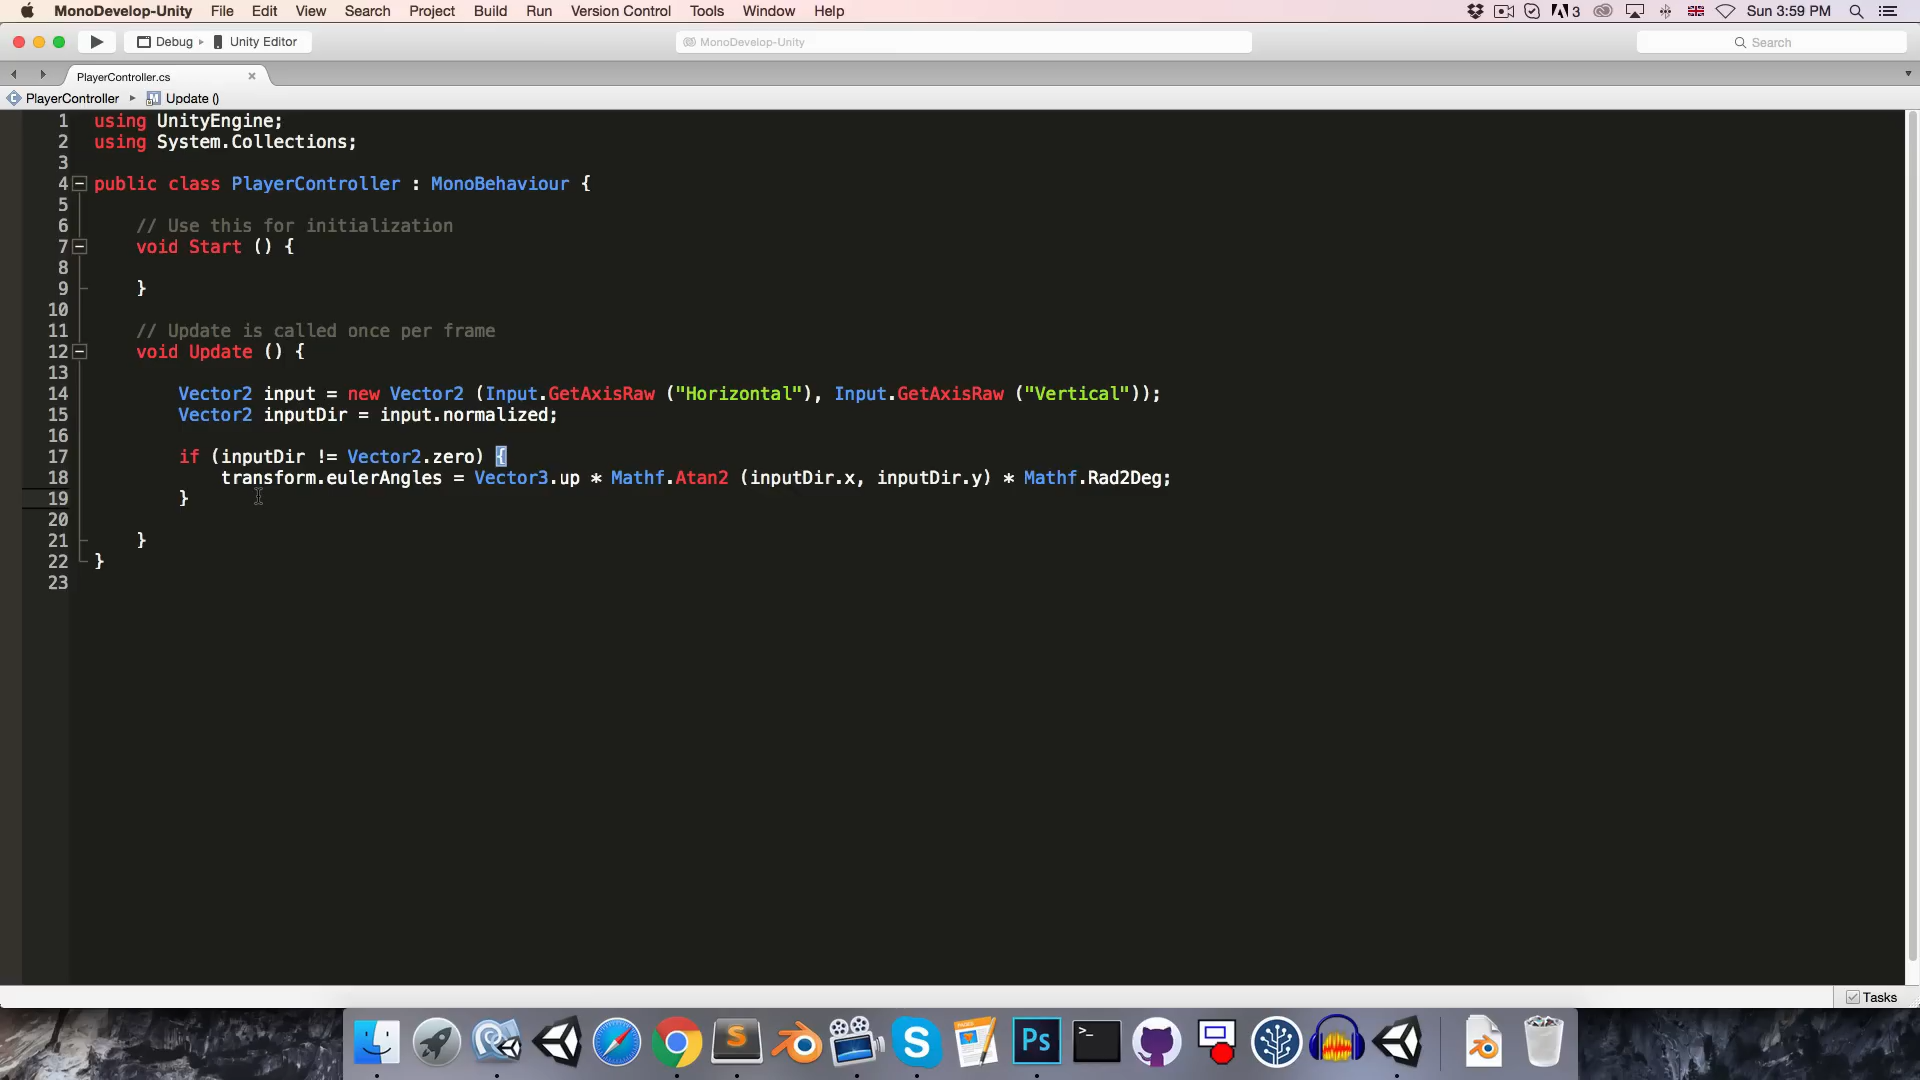 MonoDevelop-Unity File Edit View Search Project Build Run Version Control Tools Window Help 3 Sun 3:59 PM
Debug Unity Editor MonoDevelop-Unity Search
PlayerController.cs
PlayerController Update ()
1 using UnityEngine;
2 using System.Collections;
3
4 public class PlayerController : MonoBehaviour {
5
6 // Use this for initialization
7 void Start () {
8
9 }
10
11 // Update is called once per frame
12 void Update () {
13
14 Vector2 input = new Vector2 (Input.GetAxisRaw ("Horizontal"), Input.GetAxisRaw ("Vertical"));
15 Vector2 inputDir = input.normalized;
16
17 if (inputDir != Vector2.zero) {
18 transform.eulerAngles = Vector3.up * Mathf.Atan2 (inputDir.x, inputDir.y) * Mathf.Rad2Deg;
19 }
20
21 }
22 }
23
Tasks
S PAGES Ps >_